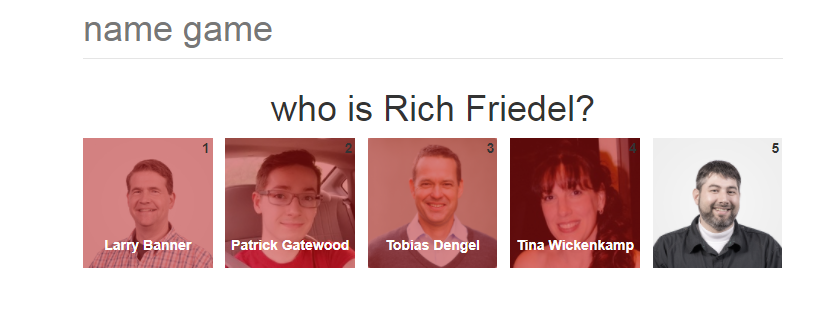 name game
who is Rich Friedel?
1 2 3 4 5
Larry Banner Patrick Gatewood Tobias Dengel Tina Wickenkamp